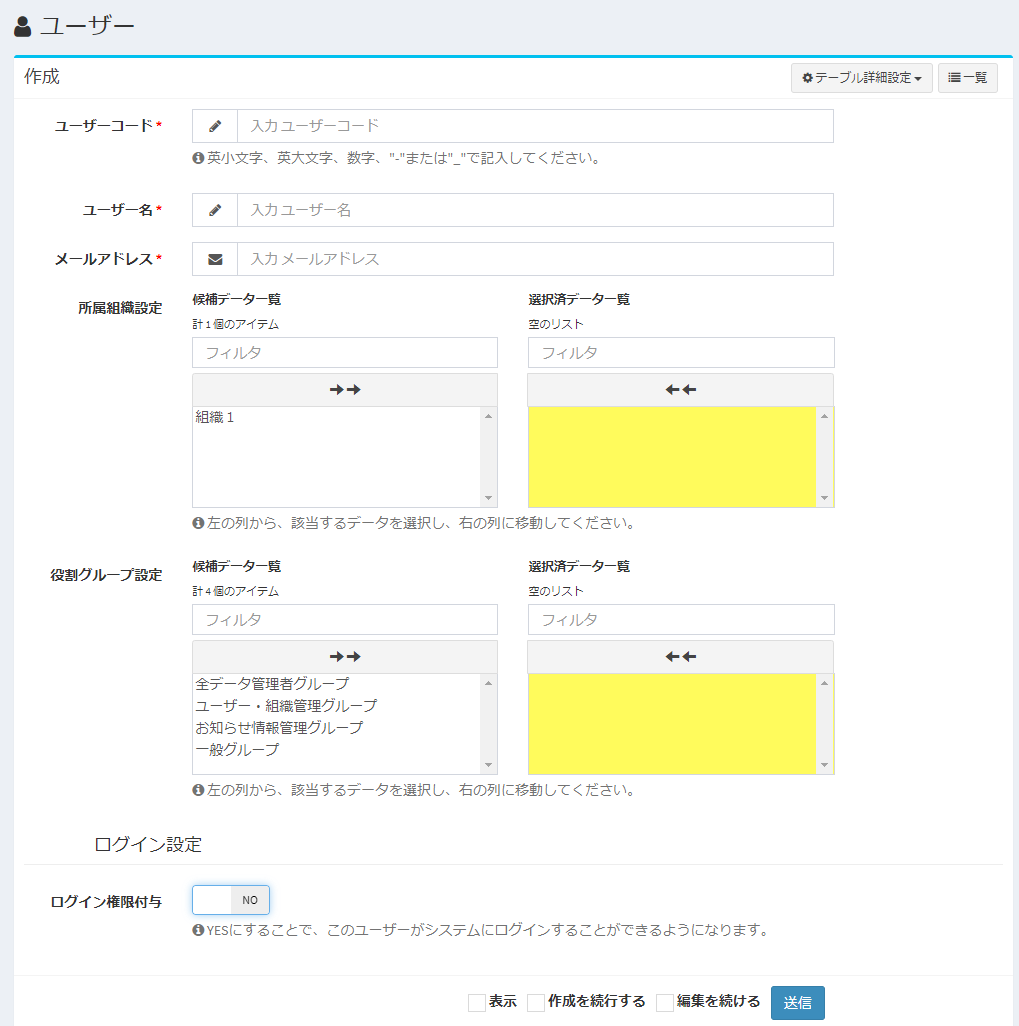 ユーザー
作成
テーブル詳細設定
一覧
ユーザーコード*
入力 ユーザーコード
英小文字、英大文字、数字、"-"または"_"で記入してください。
ユーザー名*
入力 ユーザー名
メールアドレス*
入力 メールアドレス
所属組織設定
候補データ一覧
計 1 個のアイテム
フィルタ
組織１
選択済データ一覧
空のリスト
フィルタ
左の列から、該当するデータを選択し、右の列に移動してください。
役割グループ設定
候補データ一覧
計 4 個のアイテム
フィルタ
全データ管理者グループ
ユーザー・組織管理グループ
お知らせ情報管理グループ
一般グループ
選択済データ一覧
空のリスト
フィルタ
左の列から、該当するデータを選択し、右の列に移動してください。
ログイン設定
ログイン権限付与
NO
YESにすることで、このユーザーがシステムにログインすることができるようになります。
表示
作成を続行する
編集を続ける
送信